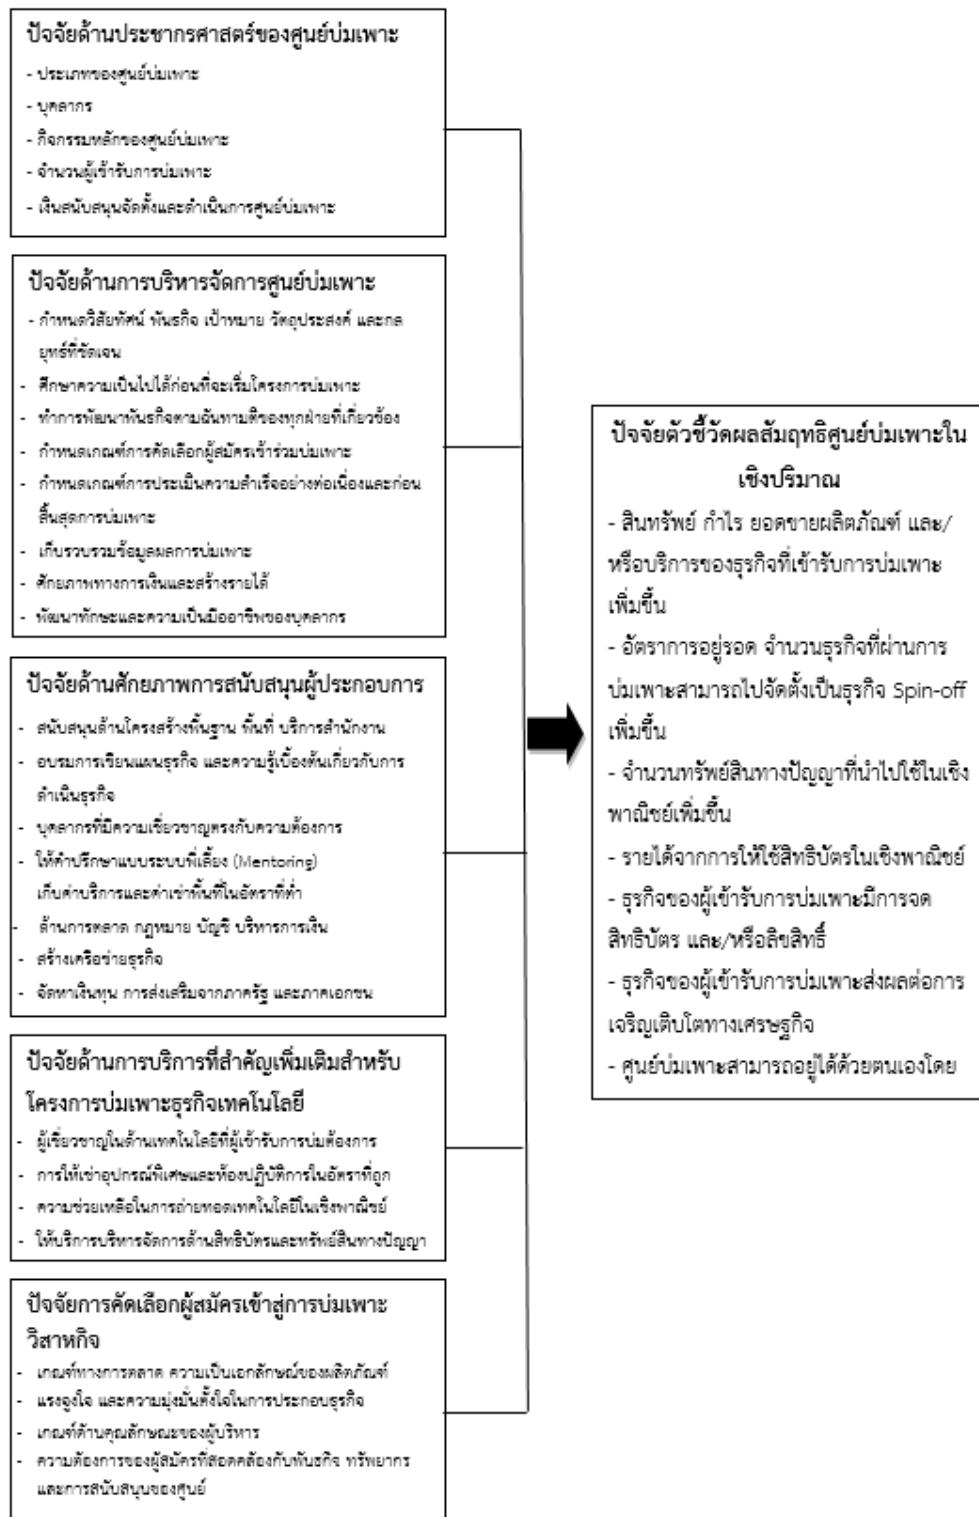 ปัจจัยด้านประชากรศาสตร์ของศูนย์บ่มเพาะ
- ประเภทของศูนย์บ่มเพาะ
- บุคลากร
- กิจกรรมหลักของศูนย์บ่มเพาะ
- จำนวนผู้เข้ารับการบ่มเพาะ
- เงินสนับสนุนจัดตั้งและดำเนินการศูนย์บ่มเพาะ
ปัจจัยด้านการบริหารจัดการศูนย์บ่มเพาะ
- กำหนดวิสัยทัศน์ พันธกิจ เป้าหมาย วัตถุประสงค์ และกล
ยุทธ์ที่ชัดเจน
- ศึกษาความเป็นไปได้ก่อนที่จะเริ่มโครงการบ่มเพาะ
- ทำการพัฒนาพันธกิจตามฉันทามติของทุกฝ่ายที่เกี่ยวข้อง
- กำหนดเกณฑ์การคัดเลือกผู้สมัครเข้าร่วมบ่มเพาะ
- กำหนดเกณฑ์การประเมินความสำเร็จอย่างต่อเนื่องและก่อน
สิ้นสุดการบ่มเพาะ
- เก็บรวบรวมข้อมูลผลการบ่มเพาะ
- ศักยภาพทางการเงินและสร้างรายได้
- พัฒนาทักษะและความเป็นมืออาชีพของบุคลากร
ปัจจัยด้านศักยภาพการสนับสนุนผู้ประกอบการ
- สนับสนุนด้านโครงสร้างพื้นฐาน พื้นที่ บริการสำนักงาน
- อบรมการเขียนแผนธุรกิจ และความรู้เบื้องต้นเกี่ยวกับการ
ดำเนินธุรกิจ
- บุคลากรที่มีความเชี่ยวชาญตรงกับความต้องการ
- ให้คำปรึกษาแบบระบบพี่เลี้ยง (Mentoring)
เก็บค่าบริการและค่าเช่าพื้นที่ในอัตราที่ต่ำ
- ด้านการตลาด กฎหมาย บัญชี บริหารการเงิน
- สร้างเครือข่ายธุรกิจ
- จัดหาเงินทุน การส่งเสริมจากภาครัฐ และภาคเอกชน
ปัจจัยด้านการบริการที่สำคัญเพิ่มเติมสำหรับ
โครงการบ่มเพาะธุรกิจเทคโนโลยี
- ผู้เชี่ยวชาญในด้านเทคโนโลยีที่ผู้เข้ารับการบ่มต้องการ
- การให้เช่าอุปกรณ์พิเศษและห้องปฏิบัติการในอัตราที่ถูก
- ความช่วยเหลือในการถ่ายทอดเทคโนโลยีในเชิงพาณิชย์
- ให้บริการบริหารจัดการด้านสิทธิบัตรและทรัพย์สินทางปัญญา
ปัจจัยการคัดเลือกผู้สมัครเข้าสู่การบ่มเพาะ
วิสาหกิจ
- เกณฑ์ทางการตลาด ความเป็นเอกลักษณ์ของผลิตภัณฑ์
- แรงจูงใจ และความมุ่งมั่นตั้งใจในการประกอบธุรกิจ
- เกณฑ์ด้านคุณลักษณะของผู้บริหาร
- ความต้องการของผู้สมัครที่สอดคล้องกับพันธกิจ ทรัพยากร
และการสนับสนุนของศูนย์
ปัจจัยตัวชี้วัดผลสัมฤทธิศูนย์บ่มเพาะใน
เชิงปริมาณ
- สินทรัพย์ กำไร ยอดขายผลิตภัณฑ์ และ/
หรือบริการของธุรกิจที่เข้ารับการบ่มเพาะ
เพิ่มขึ้น
- อัตราการอยู่รอด จำนวนธุรกิจที่ผ่านการ
บ่มเพาะสามารถไปจัดตั้งเป็นธุรกิจ Spin-off
เพิ่มขึ้น
- จำนวนทรัพย์สินทางปัญญาที่นำไปใช้ในเชิง
พาณิชย์เพิ่มขึ้น
- รายได้จากการให้ใช้สิทธิบัตรในเชิงพาณิชย์
- ธุรกิจของผู้เข้ารับการบ่มเพาะมีการจด
สิทธิบัตร และ/หรือลิขสิทธิ์
- ธุรกิจของผู้เข้ารับการบ่มเพาะส่งผลต่อการ
เจริญเติบโตทางเศรษฐกิจ
- ศูนย์บ่มเพาะสามารถอยู่ได้ด้วยตนเองโดย